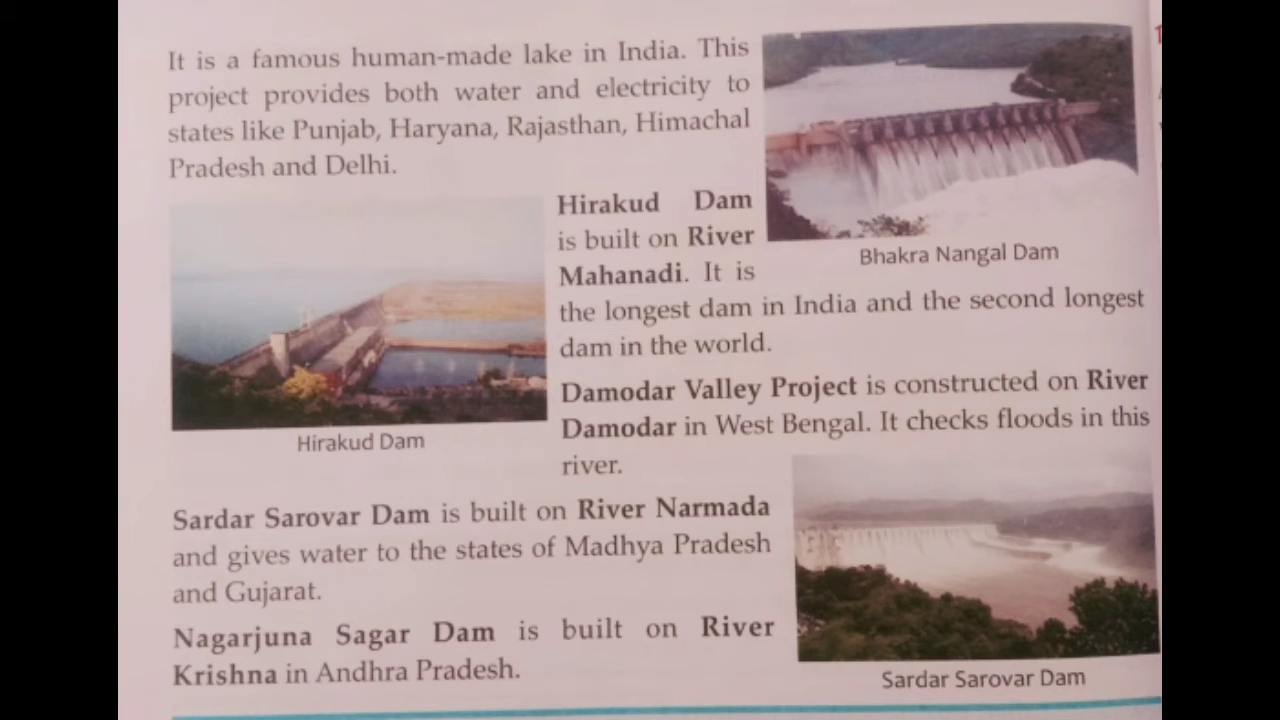 It is a famous human-made lake in India. This
project provides both water and electricity to
states like Punjab, Haryana, Rajasthan, Himachal
Pradesh and Delhi.
Bhakra Nangal Dam
Hirakud Dam
is built on River
Mahanadi. It is
the longest dam in India and the second longest
dam in the world.
Hirakud Dam
Damodar Valley Project is constructed on River
Damodar in West Bengal. It checks floods in this
river.
Sardar Sarovar Dam is built on River Narmada
and gives water to the states of Madhya Pradesh
and Gujarat.
Nagarjuna Sagar Dam is built on River
Krishna in Andhra Pradesh.
Sardar Sarovar Dam